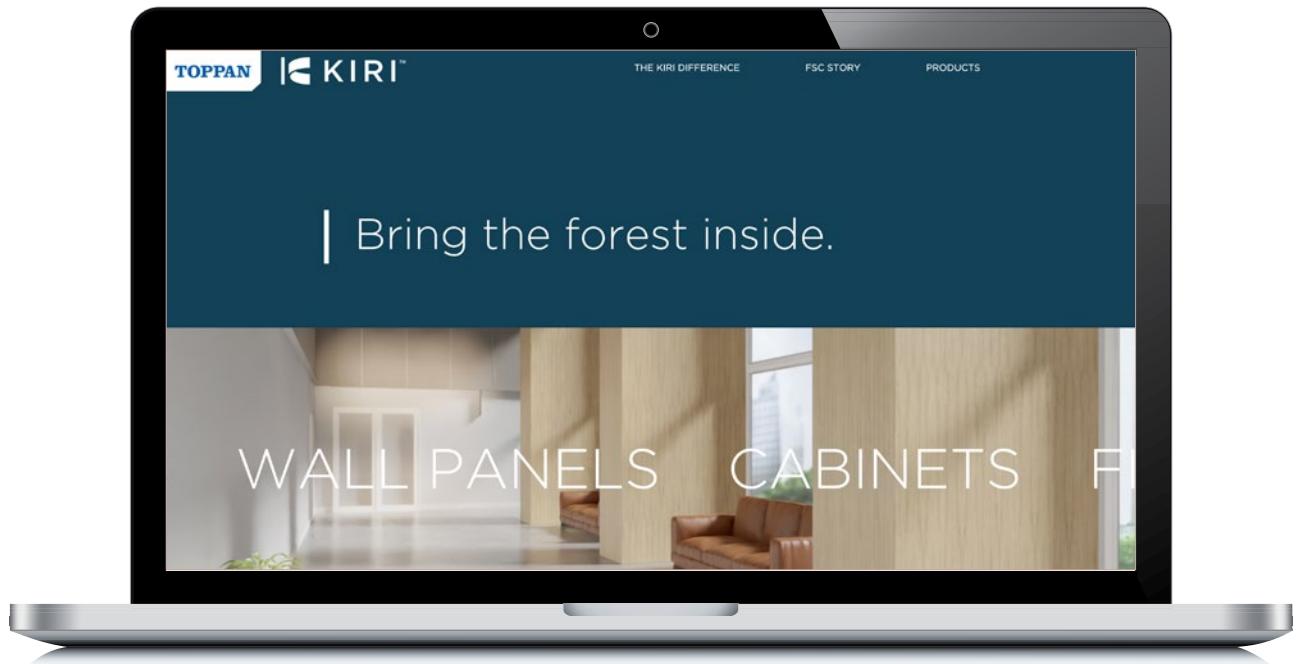 TOPPAN KIRI™ THE KIRI DIFFERENCE FSC STORY PRODUCTS
Bring the forest inside.
WALL PANELS CABINETS